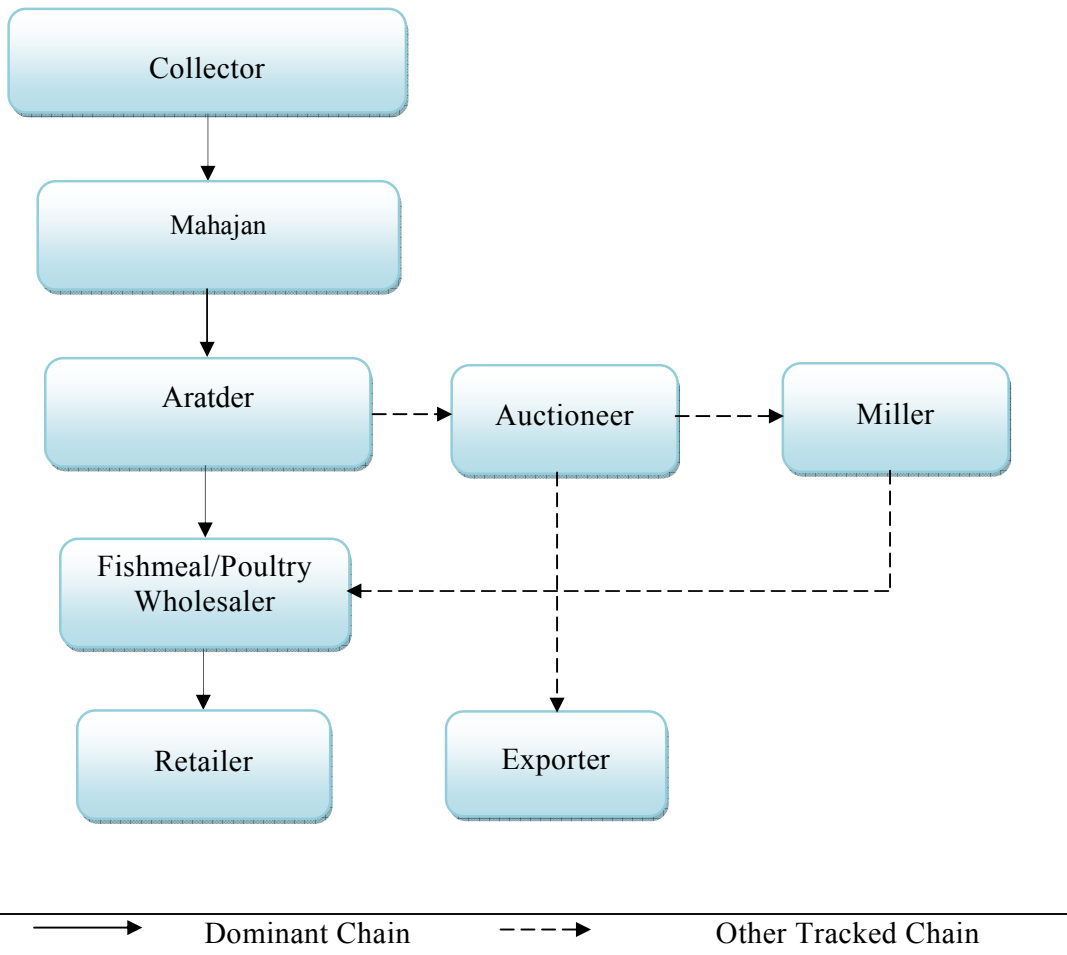 Collector
Mahajan
Aratder
Auctioneer
Miller
Fishmeal/Poultry
Wholesaler
Retailer
Exporter
Dominant Chain
Other Tracked Chain